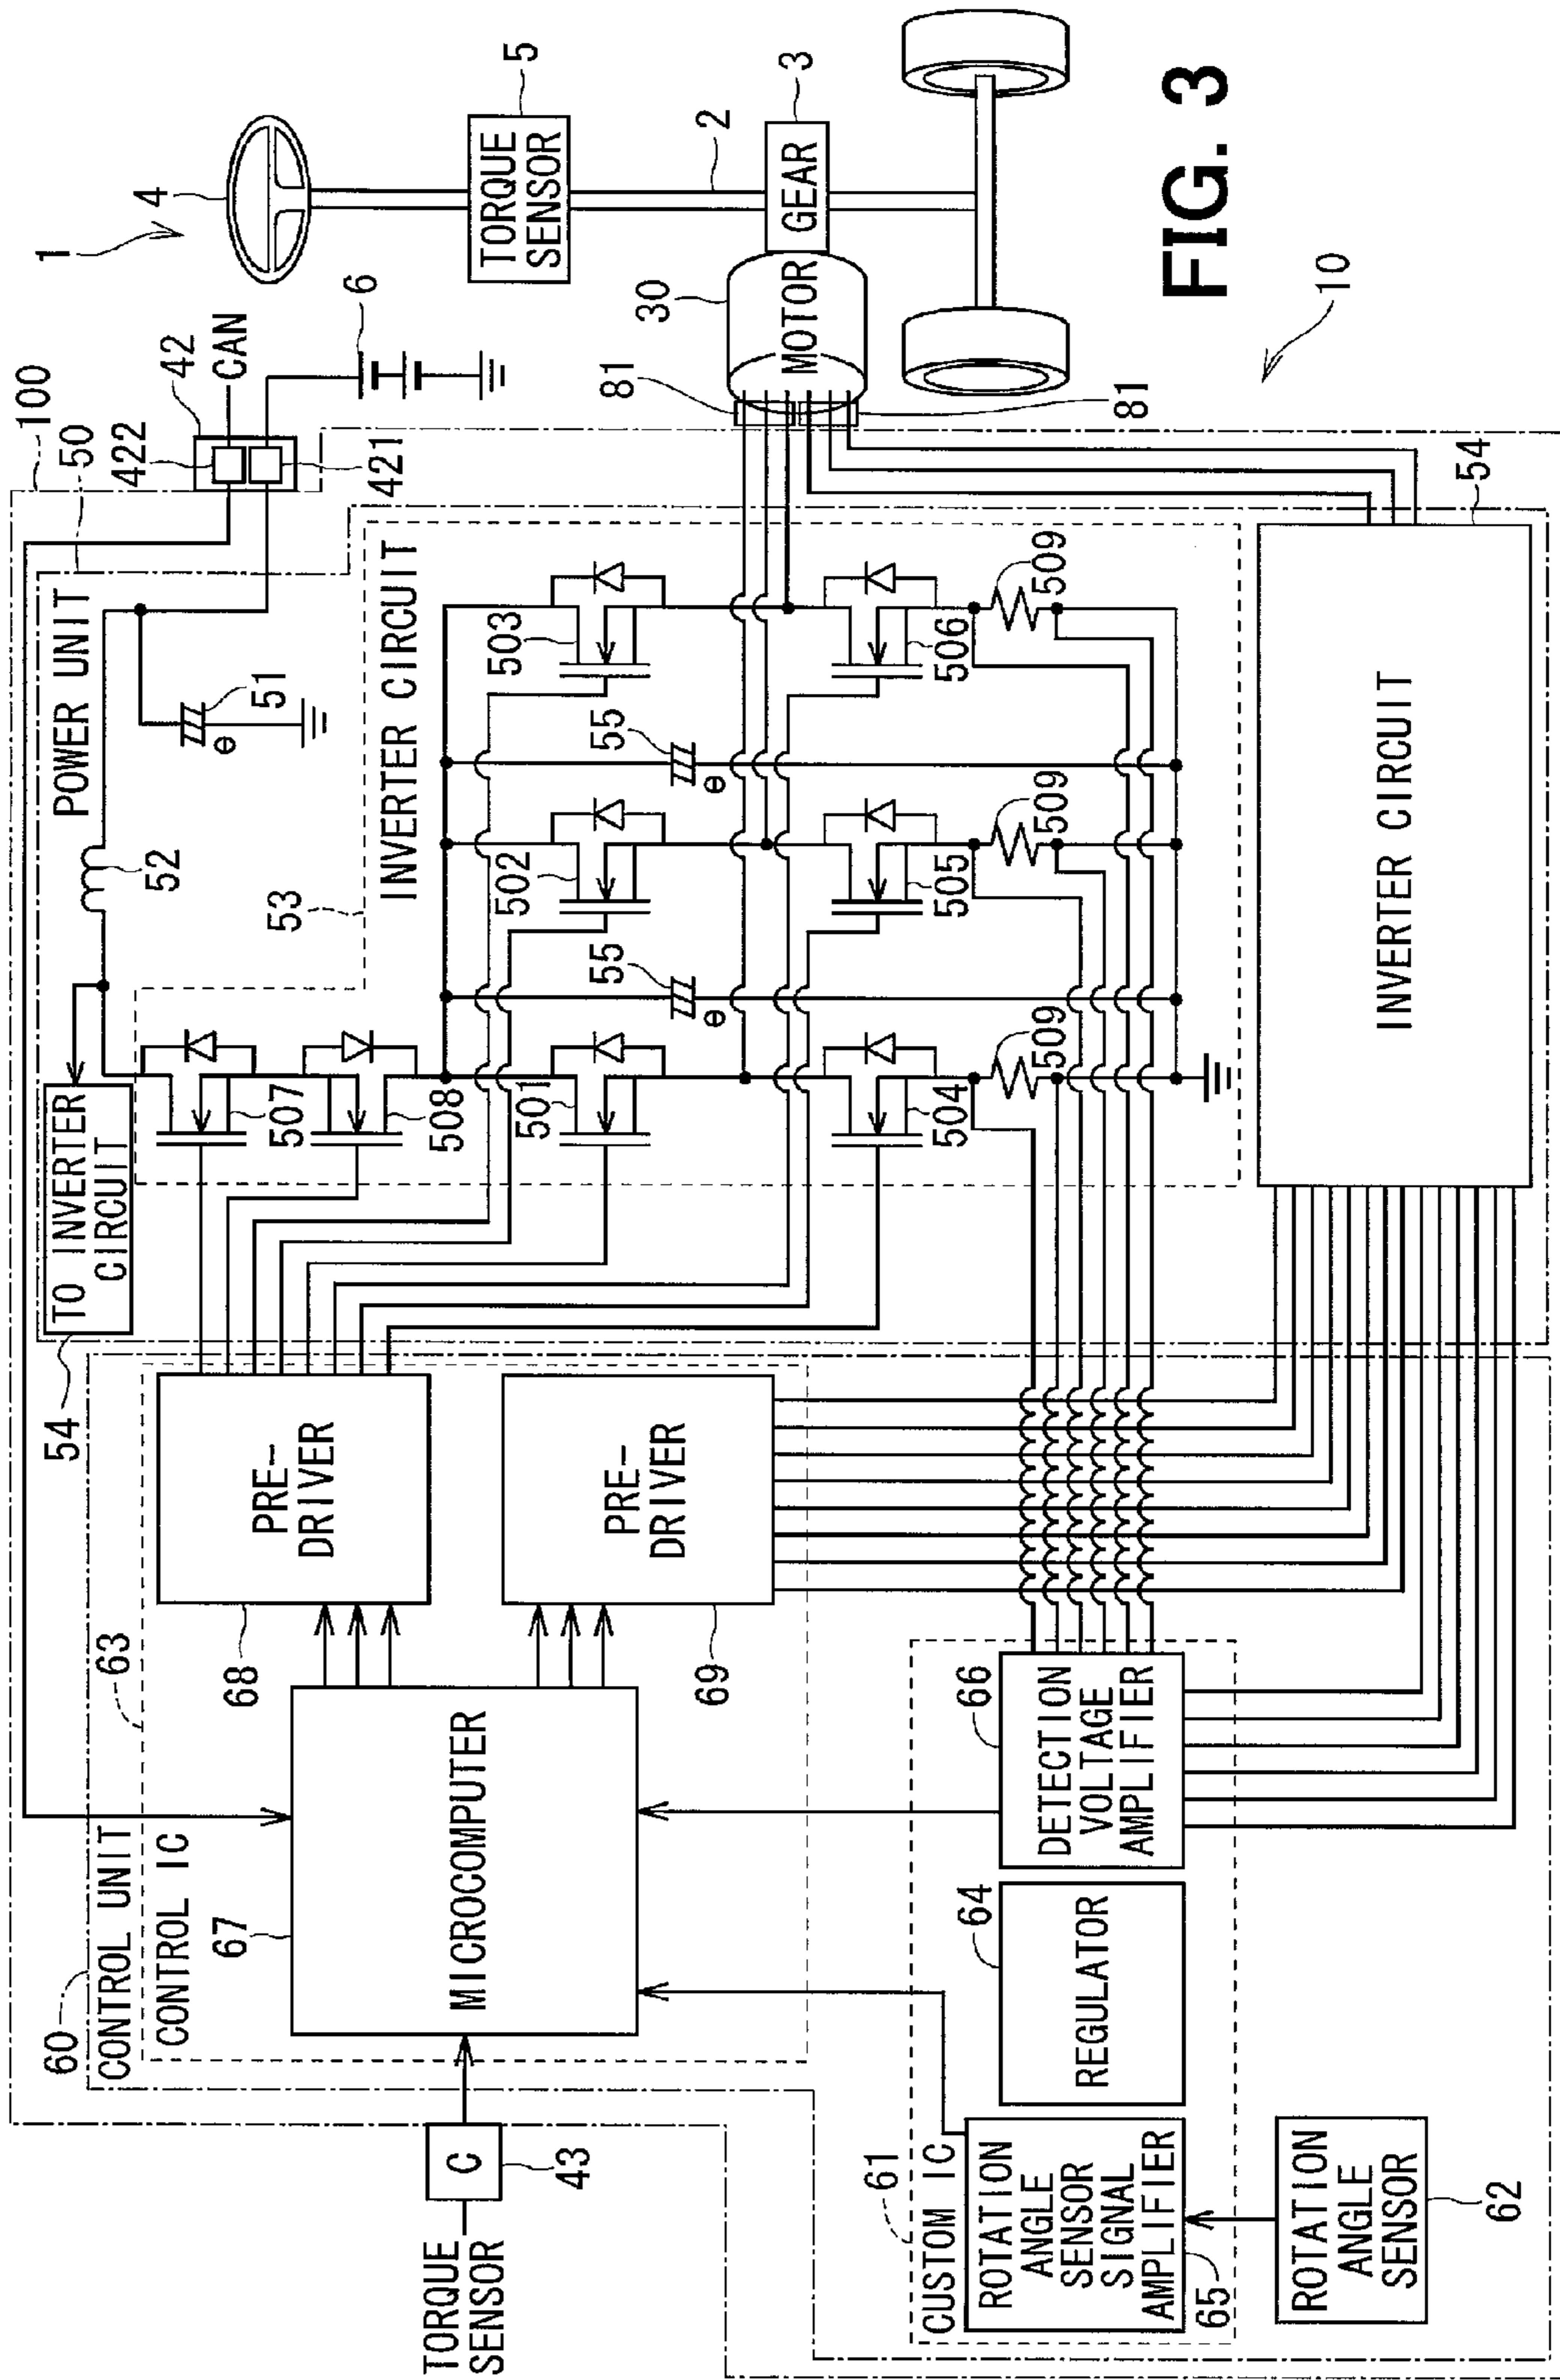 FIG. 3
1
4
5
TORQUE
SENSOR
2
3
GEAR
30
MOTOR
81
81
10
100
42
CAN
422
421
6
50
POWER UNIT
51
⊖
52
TO INVERTER
CIRCUIT
54
53
INVERTER CIRCUIT
507
508
501
502
503
55
⊖
55
⊖
504
505
506
509
509
509
INVERTER CIRCUIT
54
60
CONTROL UNIT
63
CONTROL IC
67
MICROCOMPUTER
68
PRE-
DRIVER
69
PRE-
DRIVER
TORQUE
SENSOR
C
43
61
CUSTOM IC
ROTATION
ANGLE
SENSOR
SIGNAL
AMPLIFIER
65
64
REGULATOR
66
DETECTION
VOLTAGE
AMPLIFIER
ROTATION
ANGLE
SENSOR
62